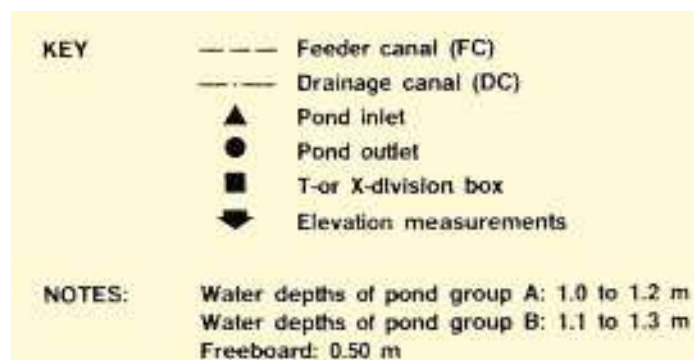 KEY
Feeder canal (FC)
Drainage canal (DC)
Pond inlet
Pond outlet
T-or X-division box
Elevation measurements
NOTES: Water depths of pond group A: 1.0 to 1.2 m
Water depths of pond group B: 1.1 to 1.3 m
Freeboard: 0.50 m